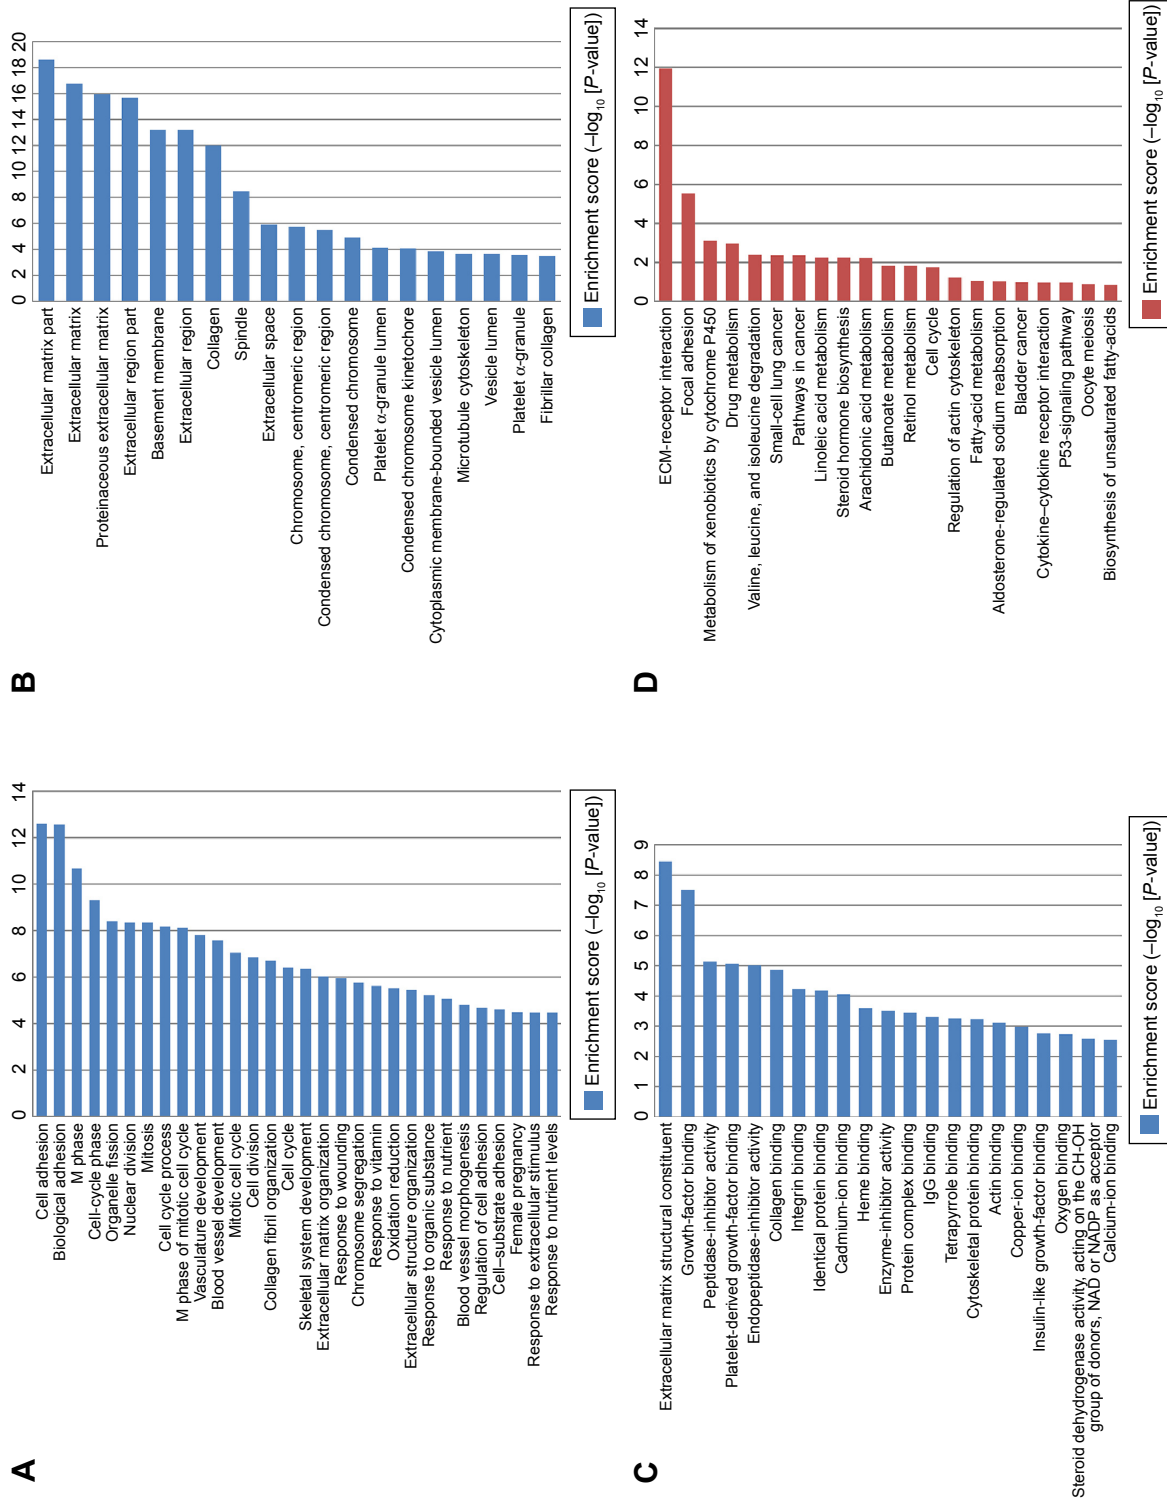 A
0 2 4 6 8 10 12 14
Cell adhesion
Biological adhesion
M phase
Cell-cycle phase
Organelle fission
Nuclear division
Mitosis
Cell cycle process
M phase of mitotic cell cycle
Vasculature development
Blood vessel development
Mitotic cell cycle
Cell division
Collagen fibril organization
Cell cycle
Skeletal system development
Extracellular matrix organization
Response to wounding
Chromosome segregation
Response to vitamin
Oxidation reduction
Extracellular structure organization
Response to organic substance
Response to nutrient
Blood vessel morphogenesis
Regulation of cell adhesion
Cell–substrate adhesion
Female pregnancy
Response to extracellular stimulus
Response to nutrient levels
Enrichment score (–log10 [P-value])
B
0 2 4 6 8 10 12 14 16 18 20
Extracellular matrix part
Extracellular matrix
Proteinaceous extracellular matrix
Extracellular region part
Basement membrane
Extracellular region
Collagen
Spindle
Extracellular space
Chromosome, centromeric region
Condensed chromosome, centromeric region
Condensed chromosome
Platelet α-granule lumen
Condensed chromosome kinetochore
Cytoplasmic membrane-bounded vesicle lumen
Microtubule cytoskeleton
Vesicle lumen
Platelet α-granule
Fibrillar collagen
Enrichment score (–log10 [P-value])
C
0 1 2 3 4 5 6 7 8 9
Extracellular matrix structural constituent
Growth-factor binding
Peptidase-inhibitor activity
Platelet-derived growth-factor binding
Endopeptidase-inhibitor activity
Collagen binding
Integrin binding
Identical protein binding
Cadmium-ion binding
Heme binding
Enzyme-inhibitor activity
Protein complex binding
IgG binding
Tetrapyrrole binding
Cytoskeletal protein binding
Actin binding
Copper-ion binding
Insulin-like growth-factor binding
Oxygen binding
Steroid dehydrogenase activity, acting on the CH-OH
group of donors, NAD or NADP as acceptor
Calcium-ion binding
Enrichment score (–log10 [P-value])
D
0 2 4 6 8 10 12 14
ECM-receptor interaction
Focal adhesion
Metabolism of xenobiotics by cytochrome P450
Drug metabolism
Valine, leucine, and isoleucine degradation
Small-cell lung cancer
Pathways in cancer
Linoleic acid metabolism
Steroid hormone biosynthesis
Arachidonic acid metabolism
Butanoate metabolism
Retinol metabolism
Cell cycle
Regulation of actin cytoskeleton
Fatty-acid metabolism
Aldosterone-regulated sodium reabsorption
Bladder cancer
Cytokine–cytokine receptor interaction
P53-signaling pathway
Oocyte meiosis
Biosynthesis of unsaturated fatty-acids
Enrichment score (–log10 [P-value])